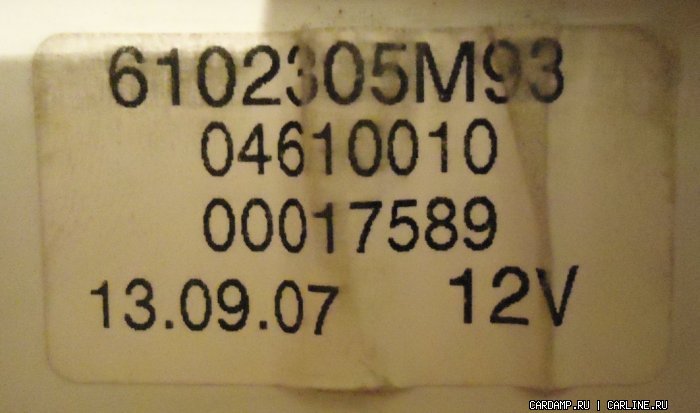 6102305M93
04610010
00017589
13.09.07 12V
CARDAMP.RU | CARLINE.RU